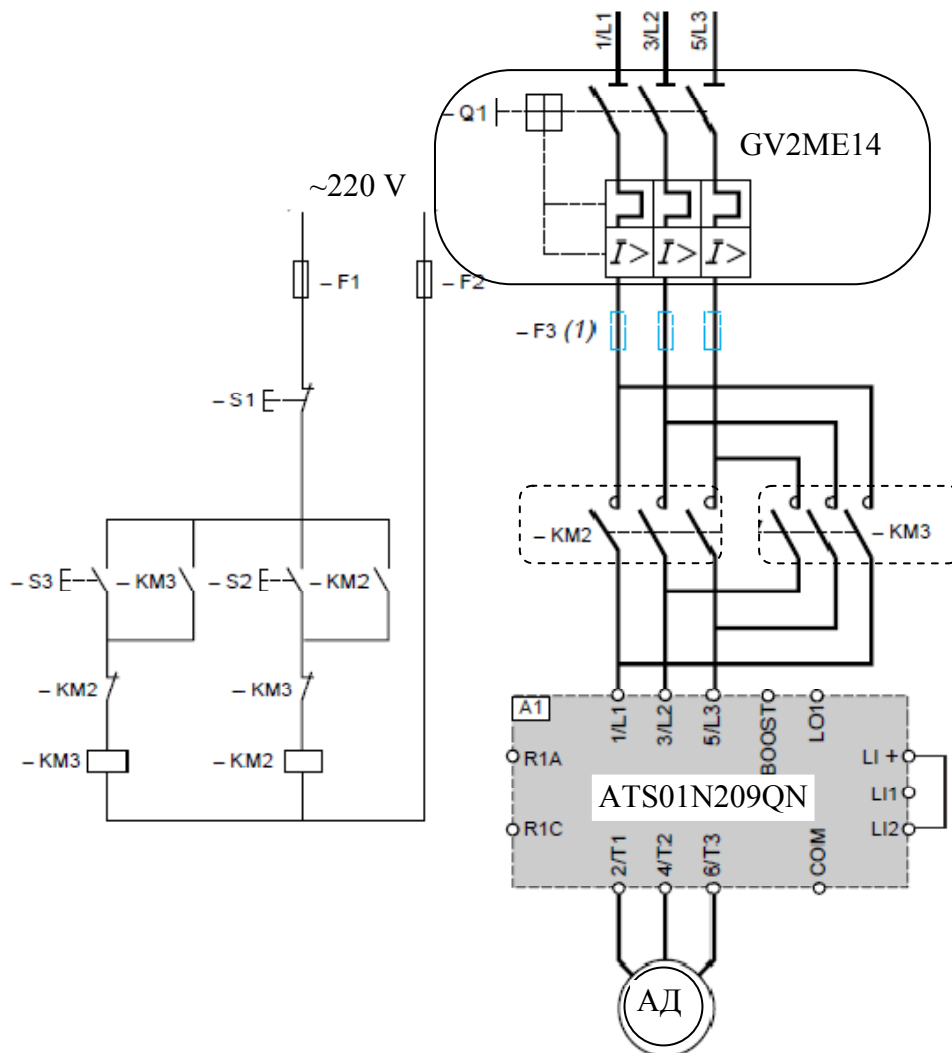 1/L1
3/L2
5/L3
– Q1
GV2ME14
~220 V
I>
I>
I>
– F1
– F2
– F3 (1)
– S1
– KM2
– KM3
– S3
– KM3
– S2
– KM2
– KM2
– KM3
– KM3
– KM2
A1
1/L1
3/L2
5/L3
BOOST
LO1
R1A
LI +
ATS01N209QN
LI1
R1C
LI2
2/T1
4/T2
6/T3
COM
АД